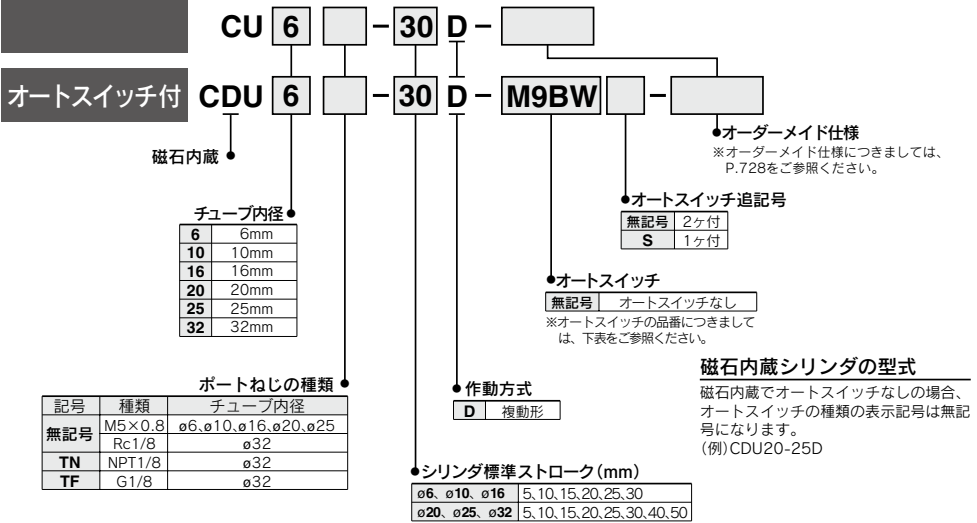 CU 6 - 30 D -
オートスイッチ付 CDU 6 - 30 D - M9BW -
オーダーメイド仕様
※オーダーメイド仕様につきましては、
P.728をご参照ください。
磁石内蔵
オートスイッチ追記号
無記号 2ヶ付
S 1ヶ付
チューブ内径
6 6mm
10 10mm
16 16mm
20 20mm
25 25mm
32 32mm
オートスイッチ
無記号 オートスイッチなし
※オートスイッチの品番につきまして
は、下表をご参照ください。
ポートねじの種類
記号 種類 チューブ内径
無記号 M5×0.8 ø6、ø10、ø16、ø20、ø25
Rc1/8 ø32
TN NPT1/8 ø32
TF G1/8 ø32
作動方式
D 複動形
シリンダ標準ストローク(mm)
ø6、ø10、ø16 5、10、15、20、25、30
ø20、ø25、ø32 5、10、15、20、25、30、40、50
磁石内蔵シリンダの型式
磁石内蔵でオートスイッチなしの場合、
オートスイッチの種類の表示記号は無記
号になります。
(例)CDU20-25D